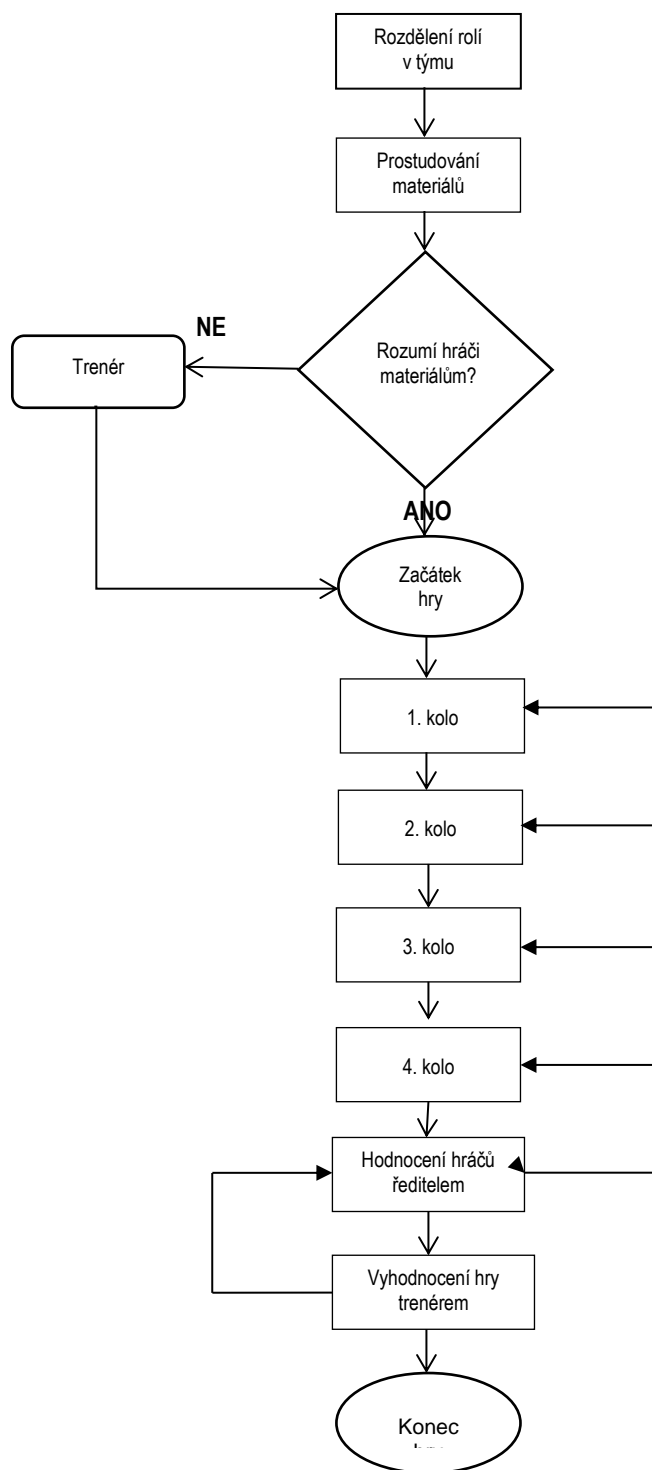 Rozdělení rolí
v týmu
Prostudování
materiálů
NE
Trenér
Rozumí hráči
materiálům?
ANO
Začátek
hry
1. kolo
2. kolo
3. kolo
4. kolo
Hodnocení hráčů
ředitelem
Vyhodnocení hry
trenérem
Konec